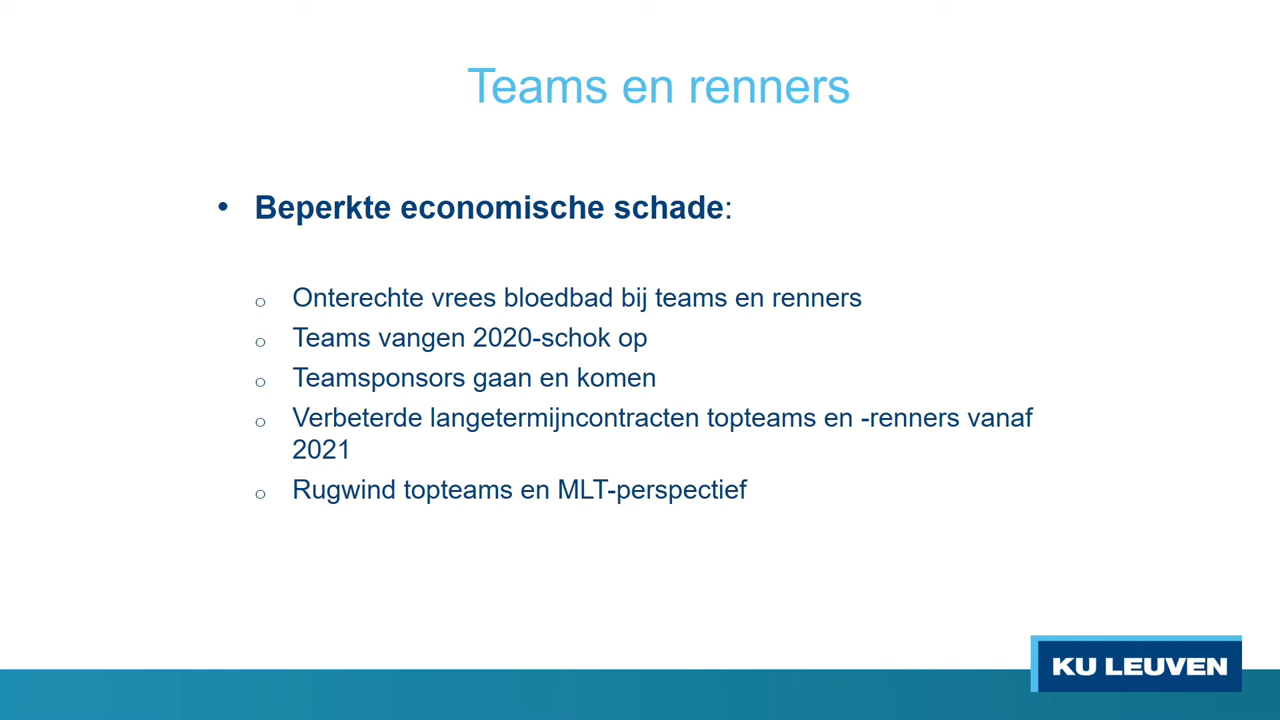 Teams en renners
• Beperkte economische schade:
o Onterechte vrees bloedbad bij teams en renners
o Teams vangen 2020-schok op
o Teamsponsors gaan en komen
o Verbeterde langetermijncontracten topteams en -renners vanaf
2021
o Rugwind topteams en MLT-perspectief
KU LEUVEN